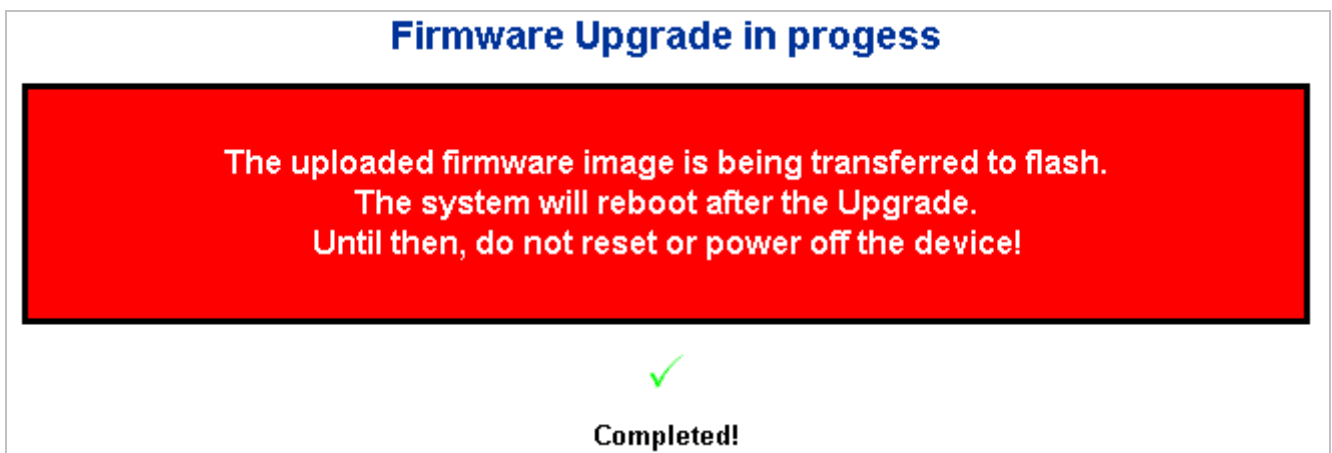 Firmware Upgrade in progess
The uploaded firmware image is being transferred to flash.
The system will reboot after the Upgrade.
Until then, do not reset or power off the device!
Completed!